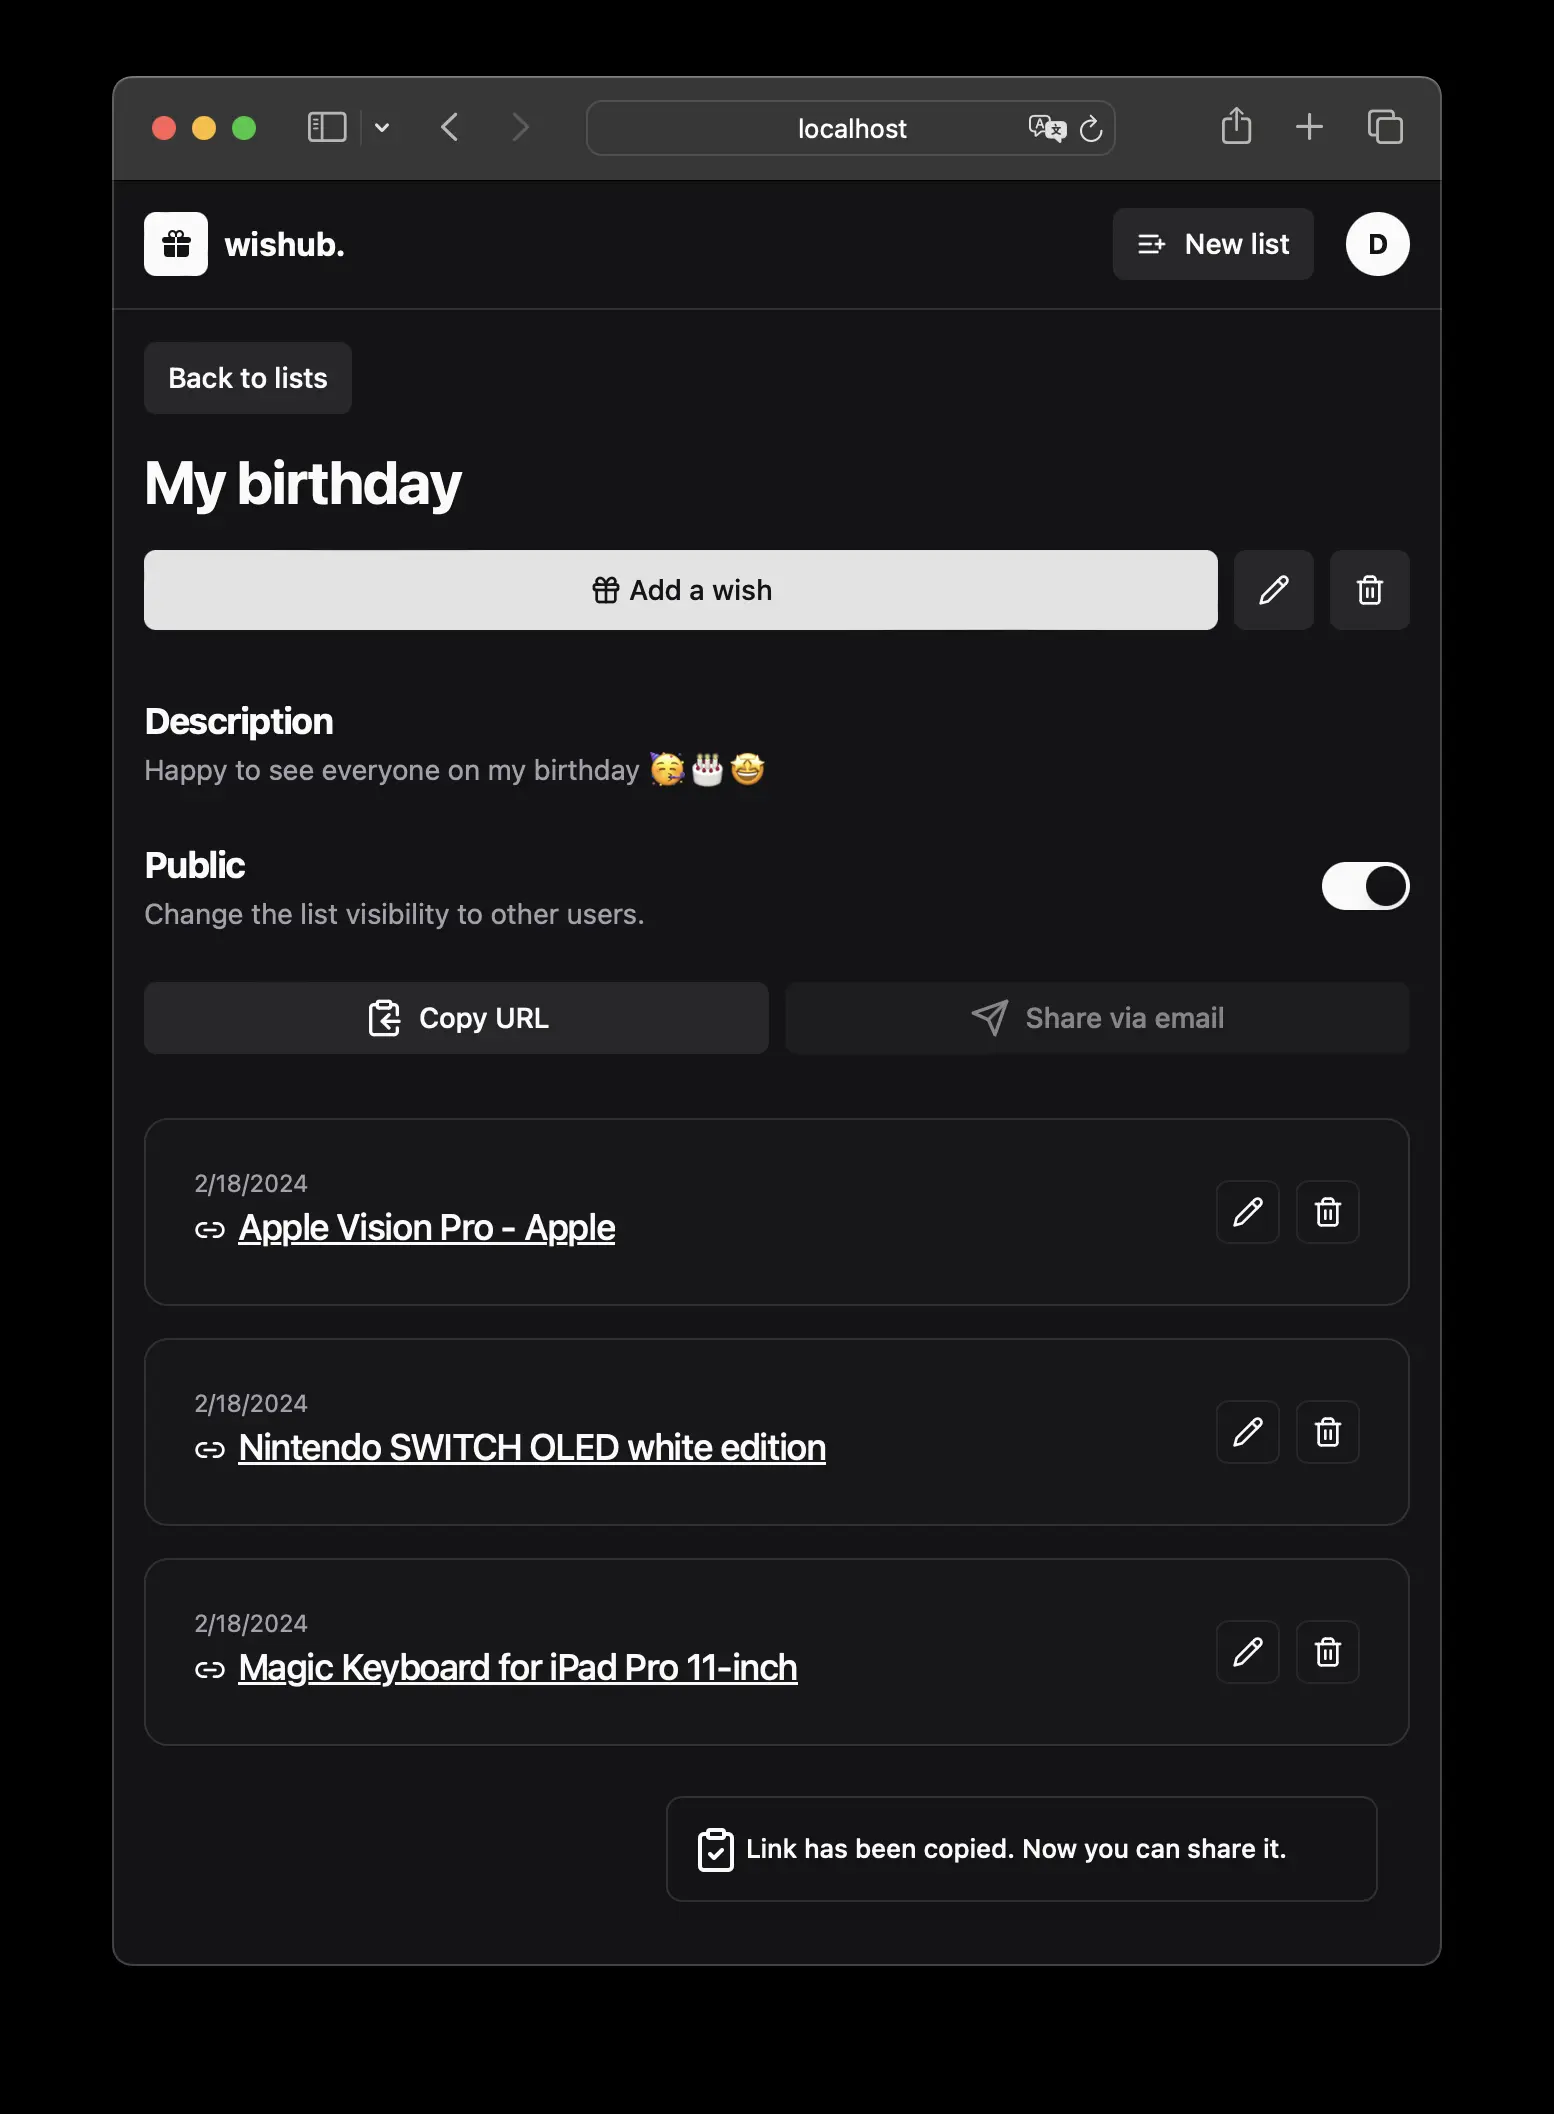 localhost
wishub.
New list
D
Back to lists
My birthday
Add a wish
Description
Happy to see everyone on my birthday 🥳🎂🤩
Public
Change the list visibility to other users.
Copy URL
Share via email
2/18/2024
Apple Vision Pro - Apple
2/18/2024
Nintendo SWITCH OLED white edition
2/18/2024
Magic Keyboard for iPad Pro 11-inch
Link has been copied. Now you can share it.